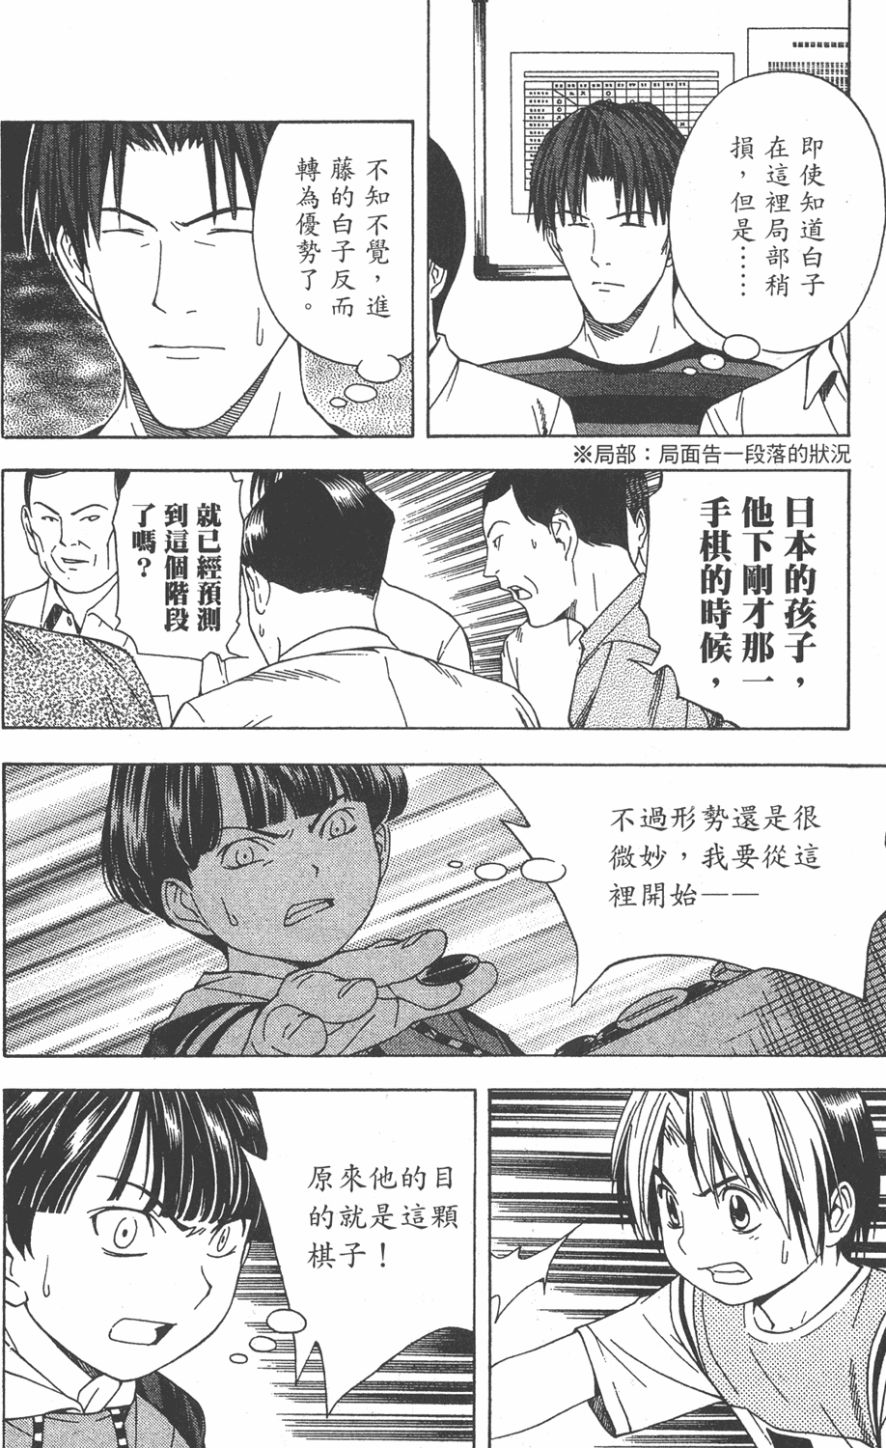 即使知道白子
在這裡局部稍
損，但是……
不知不覺，進
藤的白子反而
轉為優勢了。
※局部：局面告一段落的狀況
日本的孩子，
他下剛才那一
手棋的時候，
就已經預測
到這個階段
了嗎？
不過形勢還是很
微妙，我要從這
裡開始——
原來他的目
的就是這顆
棋子！